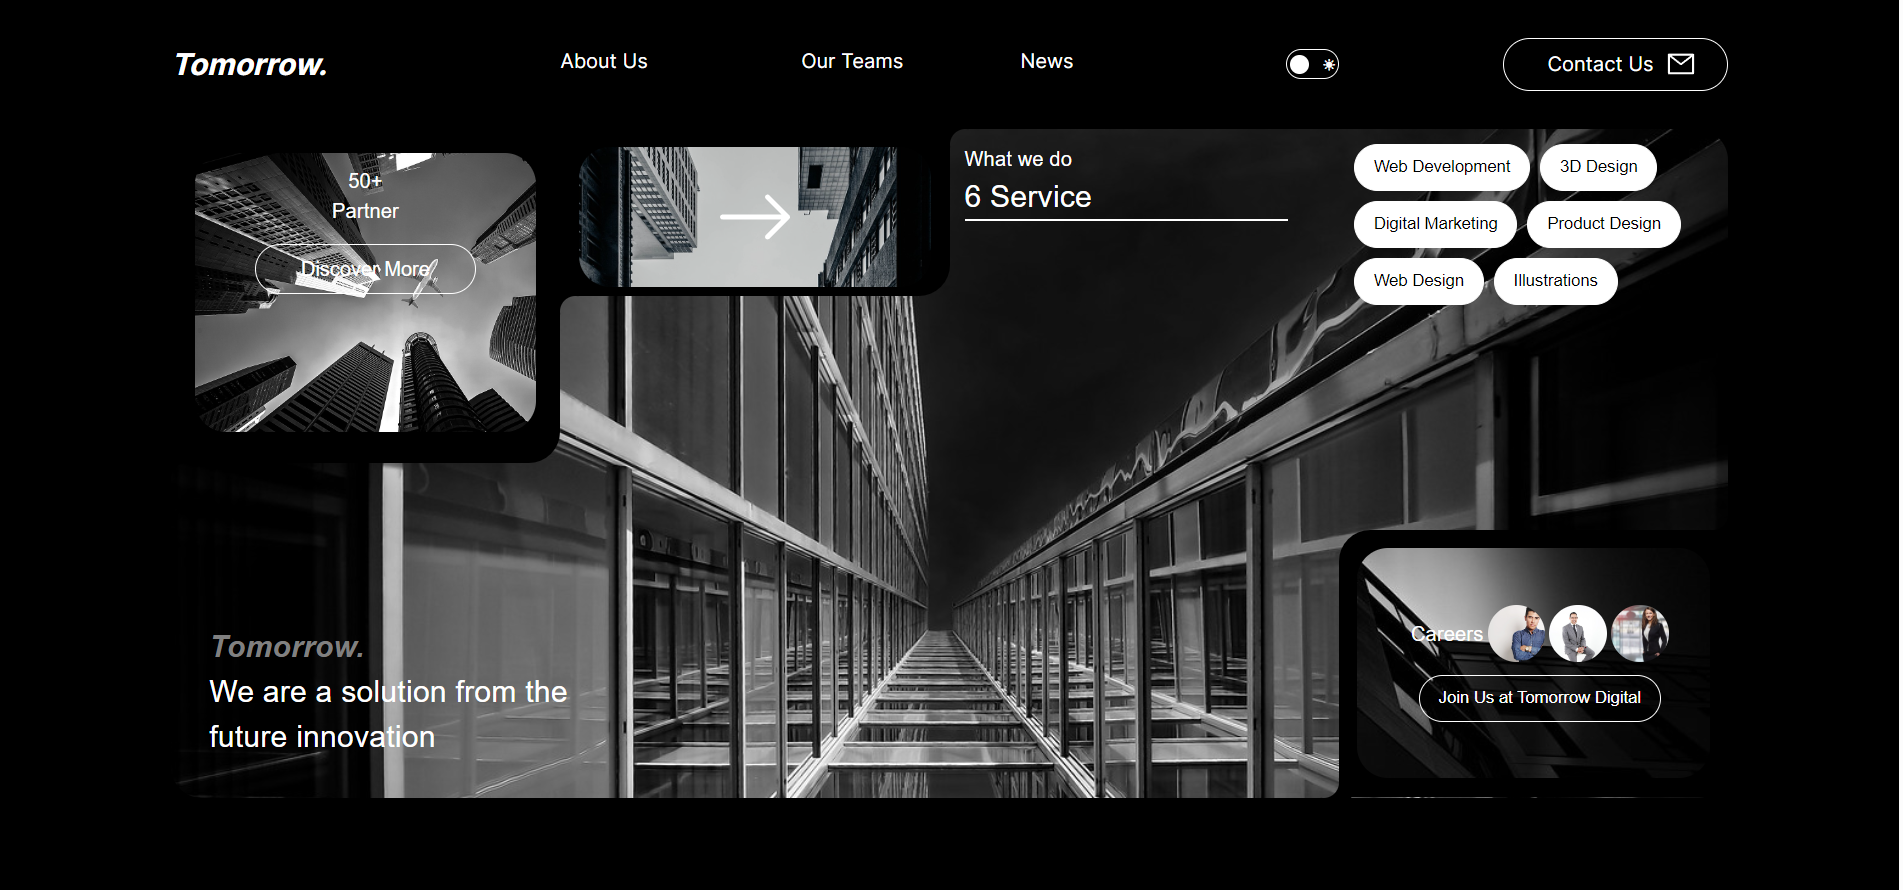 Tomorrow.
About Us
Our Teams
News
Contact Us
50+
Partner
Discover More
What we do
6 Service
Web Development
3D Design
Digital Marketing
Product Design
Web Design
Illustrations
Tomorrow.
We are a solution from the
future innovation
Careers
Join Us at Tomorrow Digital